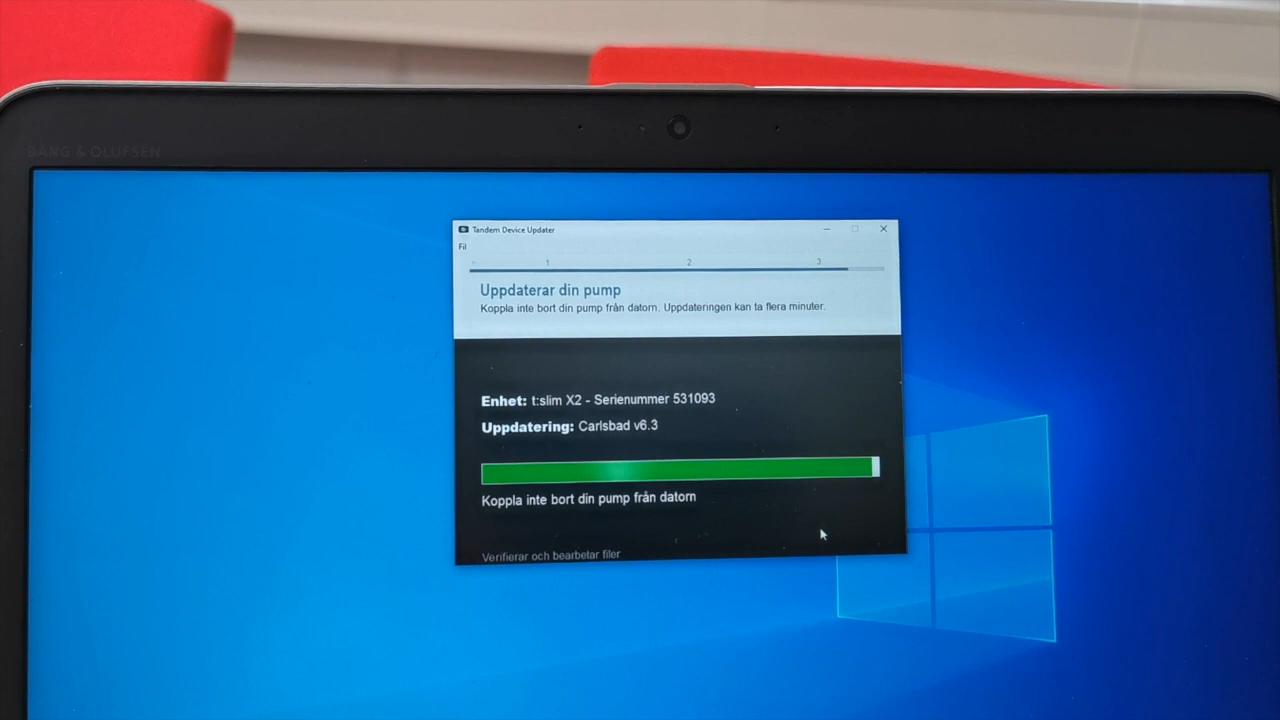 BANG & OLUFSEN
Tandem Device Updater
Fil
1 2 3
Uppdaterar din pump
Koppla inte bort din pump från datorn. Uppdateringen kan ta flera minuter.
Enhet: t:slim X2 - Serienummer 531093
Uppdatering: Carlsbad v6.3
Koppla inte bort din pump från datorn
Verifierar och bearbetar filer